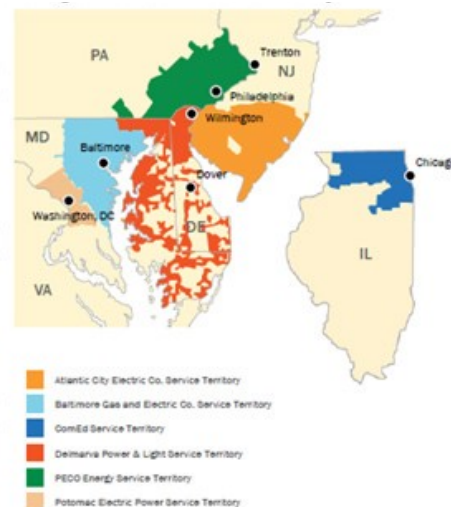 PA
Trenton
NJ
Philadelphia
Wilmington
MD
Baltimore
Chicag
Dover
Washington, DC
DE
IL
VA
Atlantic City Electric Co. Service Territory
Baltimore Gas and Electric Co. Service Territory
ComEd Service Territory
Delmarva Power & Light Service Territory
PECO Energy Service Territory
Potomac Electric Power Service Territory